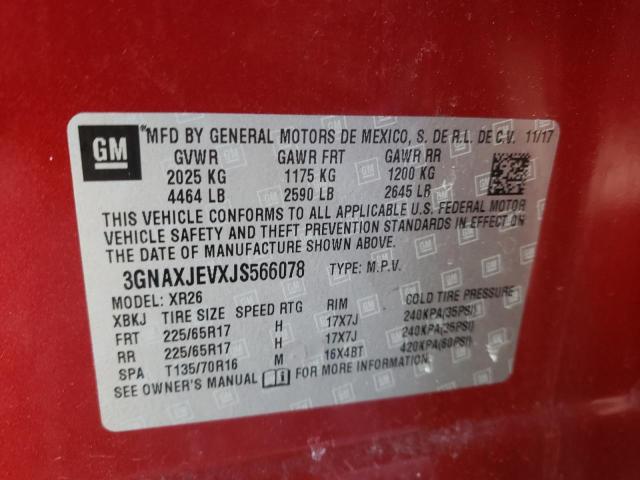 GM
MFD BY GENERAL MOTORS DE MEXICO, S. DE R.L. DE C.V. 11/17
GVWR GAWR FRT GAWR RR
2025 KG 1175 KG 1200 KG
4464 LB 2590 LB 2645 LB
THIS VEHICLE CONFORMS TO ALL APPLICABLE U.S. FEDERAL MOTOR
VEHICLE SAFETY AND THEFT PREVENTION STANDARDS IN EFFECT ON
THE DATE OF MANUFACTURE SHOWN ABOVE.
3GNAXJEVXJS566078 TYPE: M.P.V.
MODEL: XR26
XBKJ TIRE SIZE SPEED RTG RIM COLD TIRE PRESSURE
FRT 225/65R17 H 17X7J 240KPA(35PSI)
RR 225/65R17 H 17X7J 240KPA(35PSI)
SPA T135/70R16 M 16X4BT 420KPA(60PSI)
SEE OWNER'S MANUAL FOR MORE INFORMATION